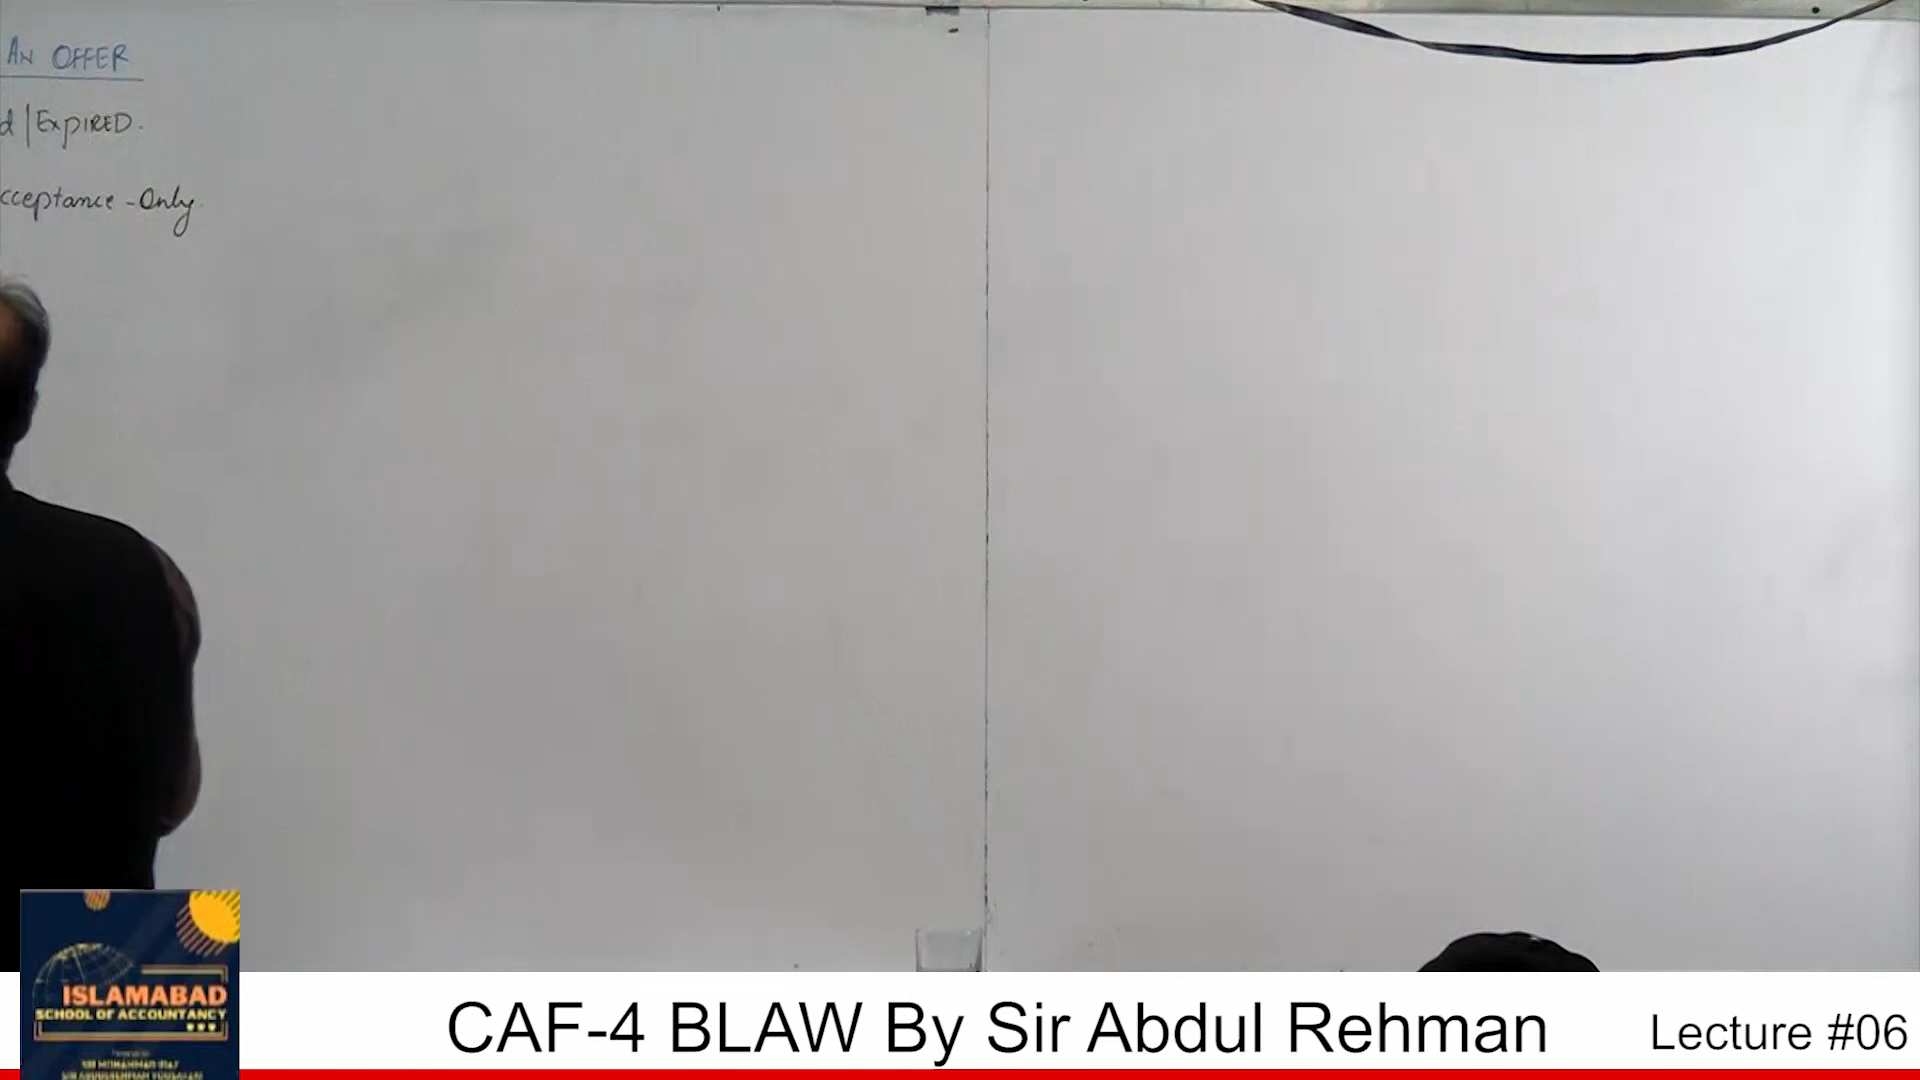 AN OFFER
d | EXPIRED.
cceptance - Only.
ISLAMABAD
SCHOOL OF ACCOUNTANCY
CAF-4 BLAW By Sir Abdul Rehman
Lecture #06